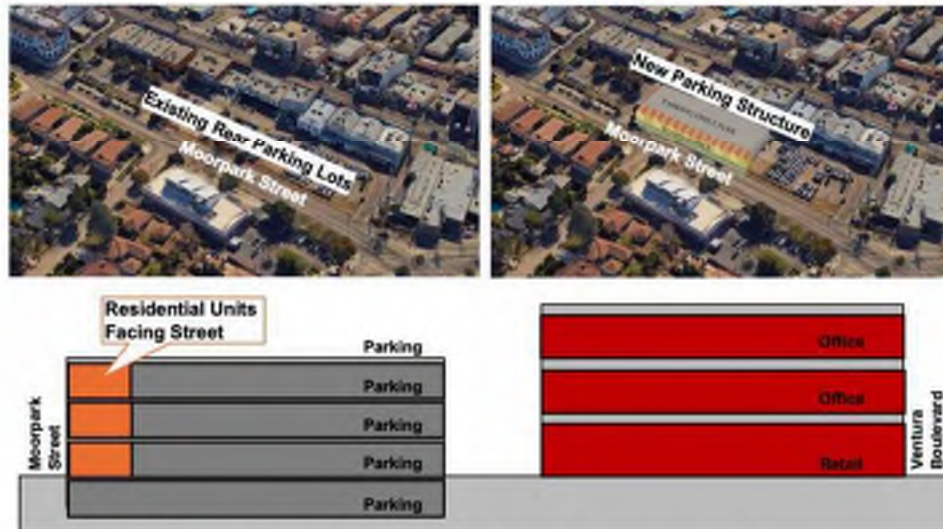 Existing Rear Parking Lots
Moorpark Street
New Parking Structure
Moorpark Street
Residential Units
Facing Street
Parking
Parking
Parking
Parking
Parking
Moorpark
Street
Office
Office
Retail
Ventura
Boulevard